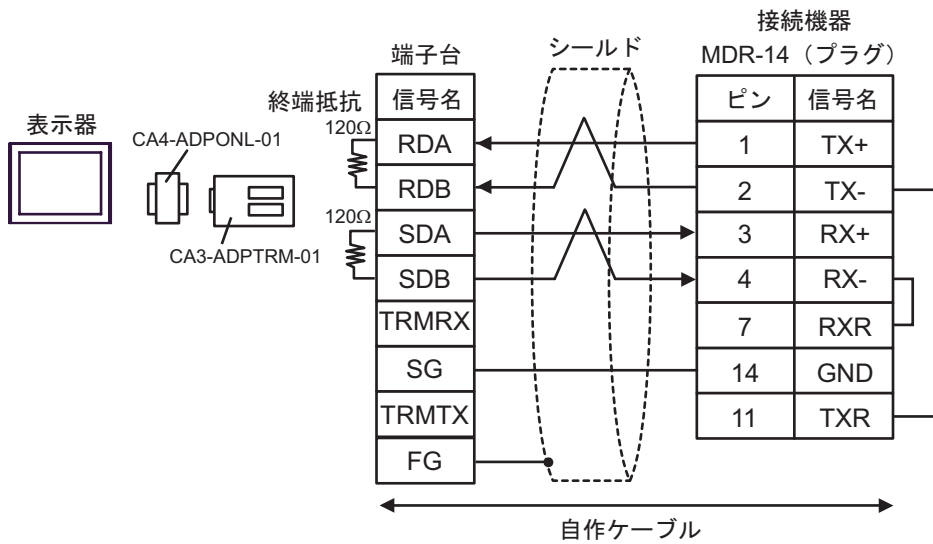 接続機器
MDR-14（プラグ）
端子台
シールド
表示器
CA4-ADPONL-01
CA3-ADPTRM-01
終端抵抗
120Ω
120Ω
信号名
RDA
RDB
SDA
SDB
TRMRX
SG
TRMTX
FG
ピン 信号名
1 TX+
2 TX-
3 RX+
4 RX-
7 RXR
14 GND
11 TXR
自作ケーブル